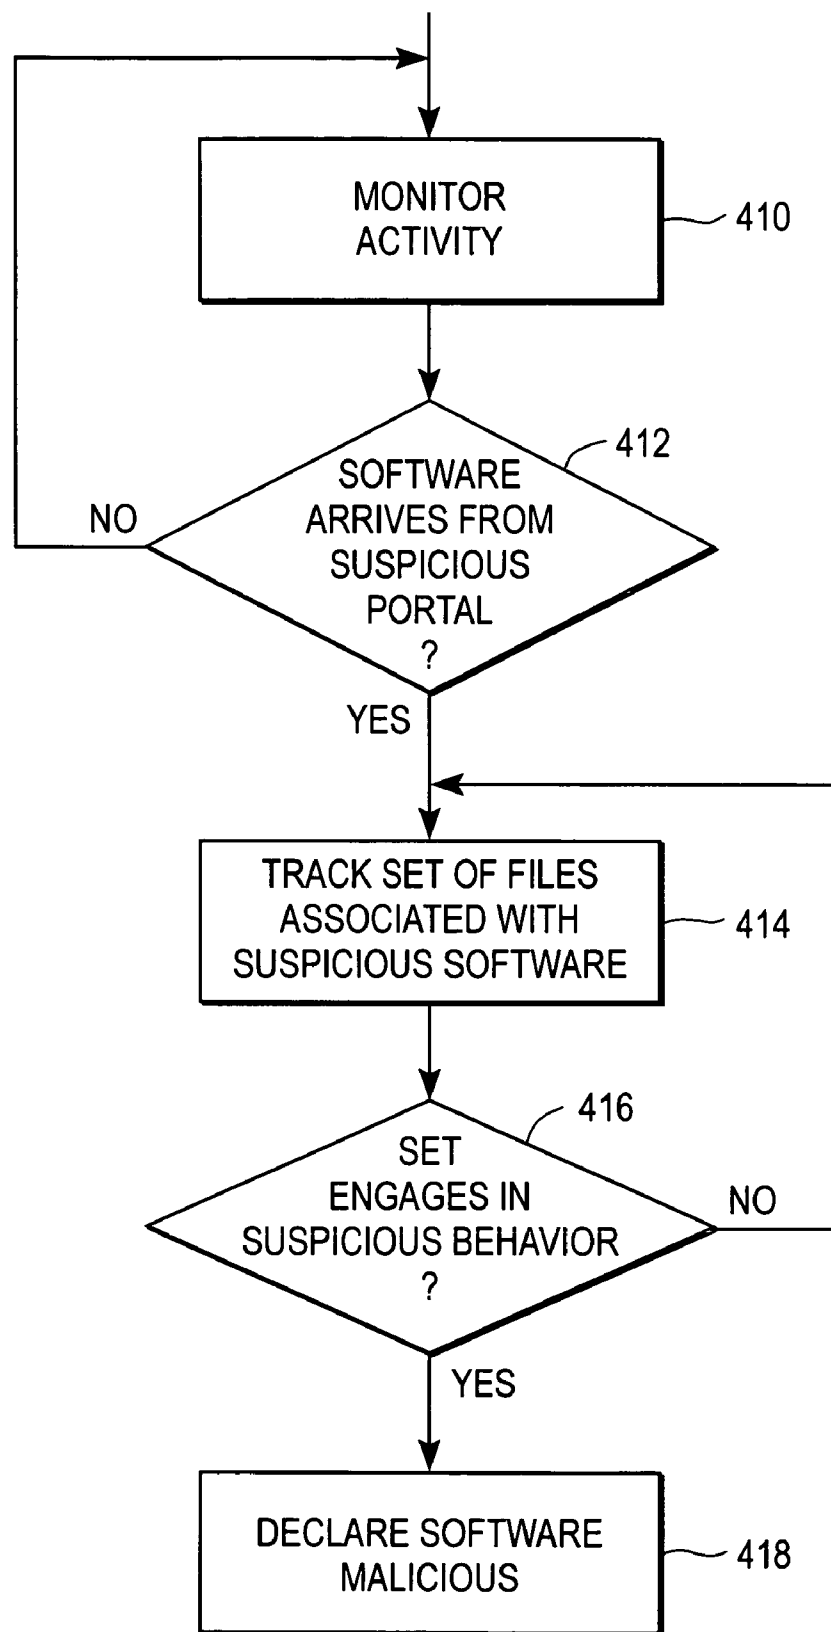 MONITOR
ACTIVITY
410
412
SOFTWARE
ARRIVES FROM
SUSPICIOUS
PORTAL
?
NO
YES
TRACK SET OF FILES
ASSOCIATED WITH
SUSPICIOUS SOFTWARE
414
416
SET
ENGAGES IN
SUSPICIOUS BEHAVIOR
?
NO
YES
DECLARE SOFTWARE
MALICIOUS
418